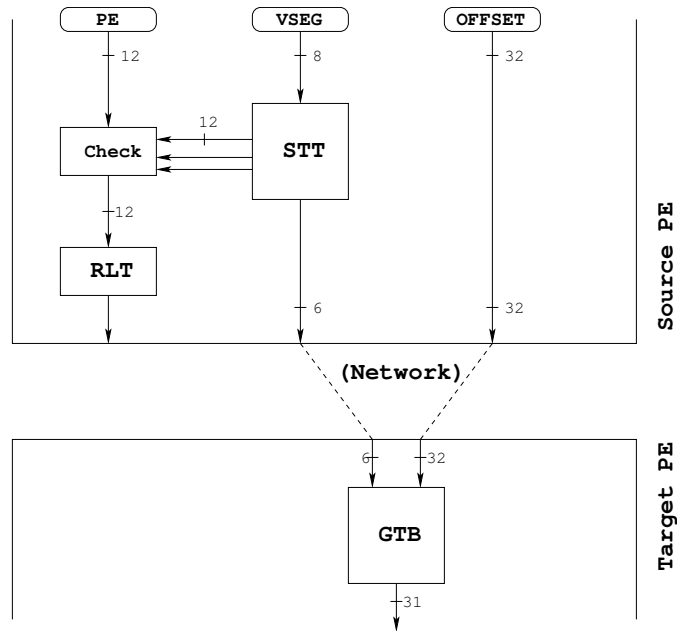 PE VSEG OFFSET
12 8 32
12
Check STT
12
RLT
6 32
Source PE
(Network)
6 32
GTB
31
Target PE